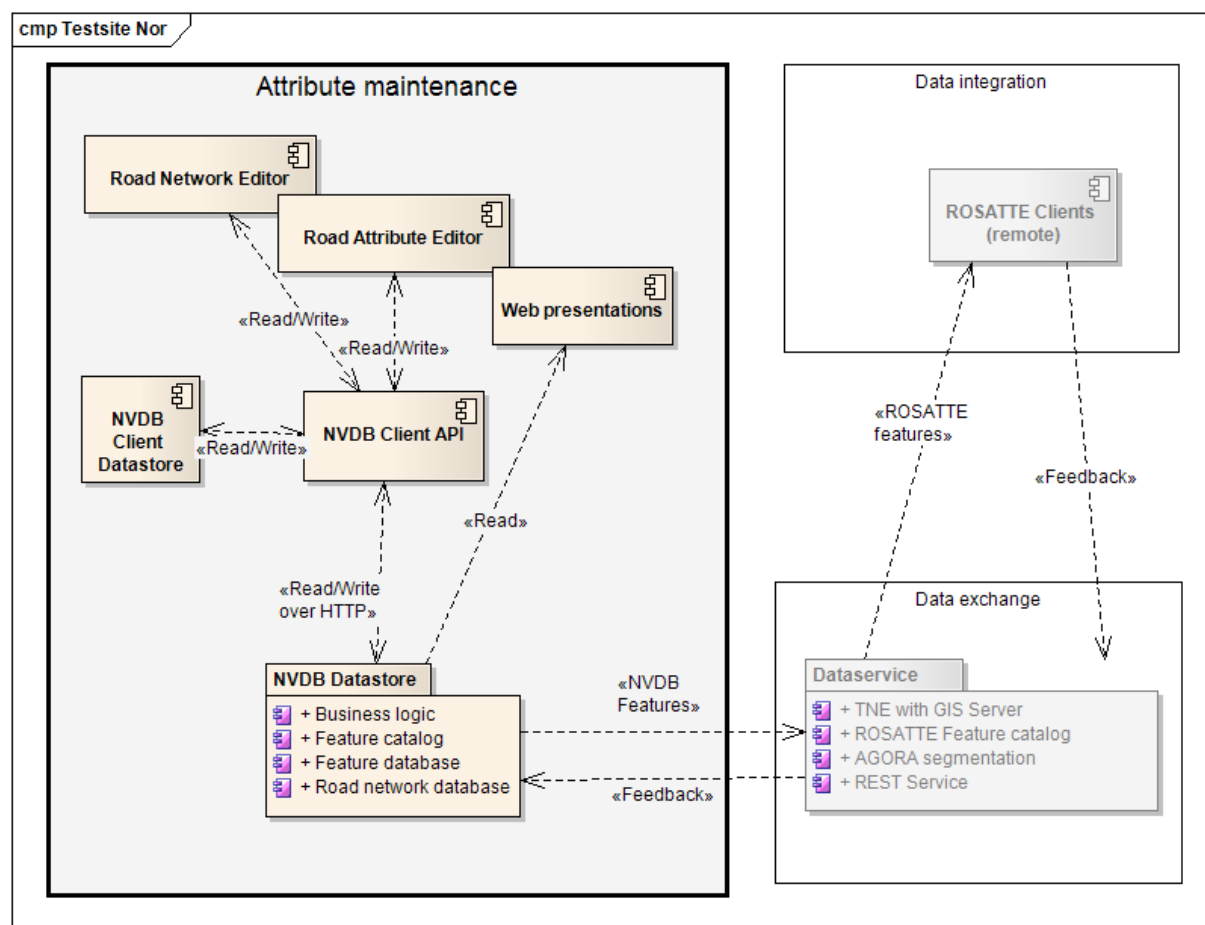 cmp Testsite Nor
Attribute maintenance
Road Network Editor
Road Attribute Editor
Web presentations
«Read/Write»
«Read/Write»
NVDB
Client
Datastore
«Read/Write»
NVDB Client API
«Read»
«Read/Write
over HTTP»
NVDB Datastore
+ Business logic
+ Feature catalog
+ Feature database
+ Road network database
«NVDB
Features»
«Feedback»
Data integration
ROSATTE Clients
(remote)
«ROSATTE
features»
«Feedback»
Data exchange
Dataservice
+ TNE with GIS Server
+ ROSATTE Feature catalog
+ AGORA segmentation
+ REST Service